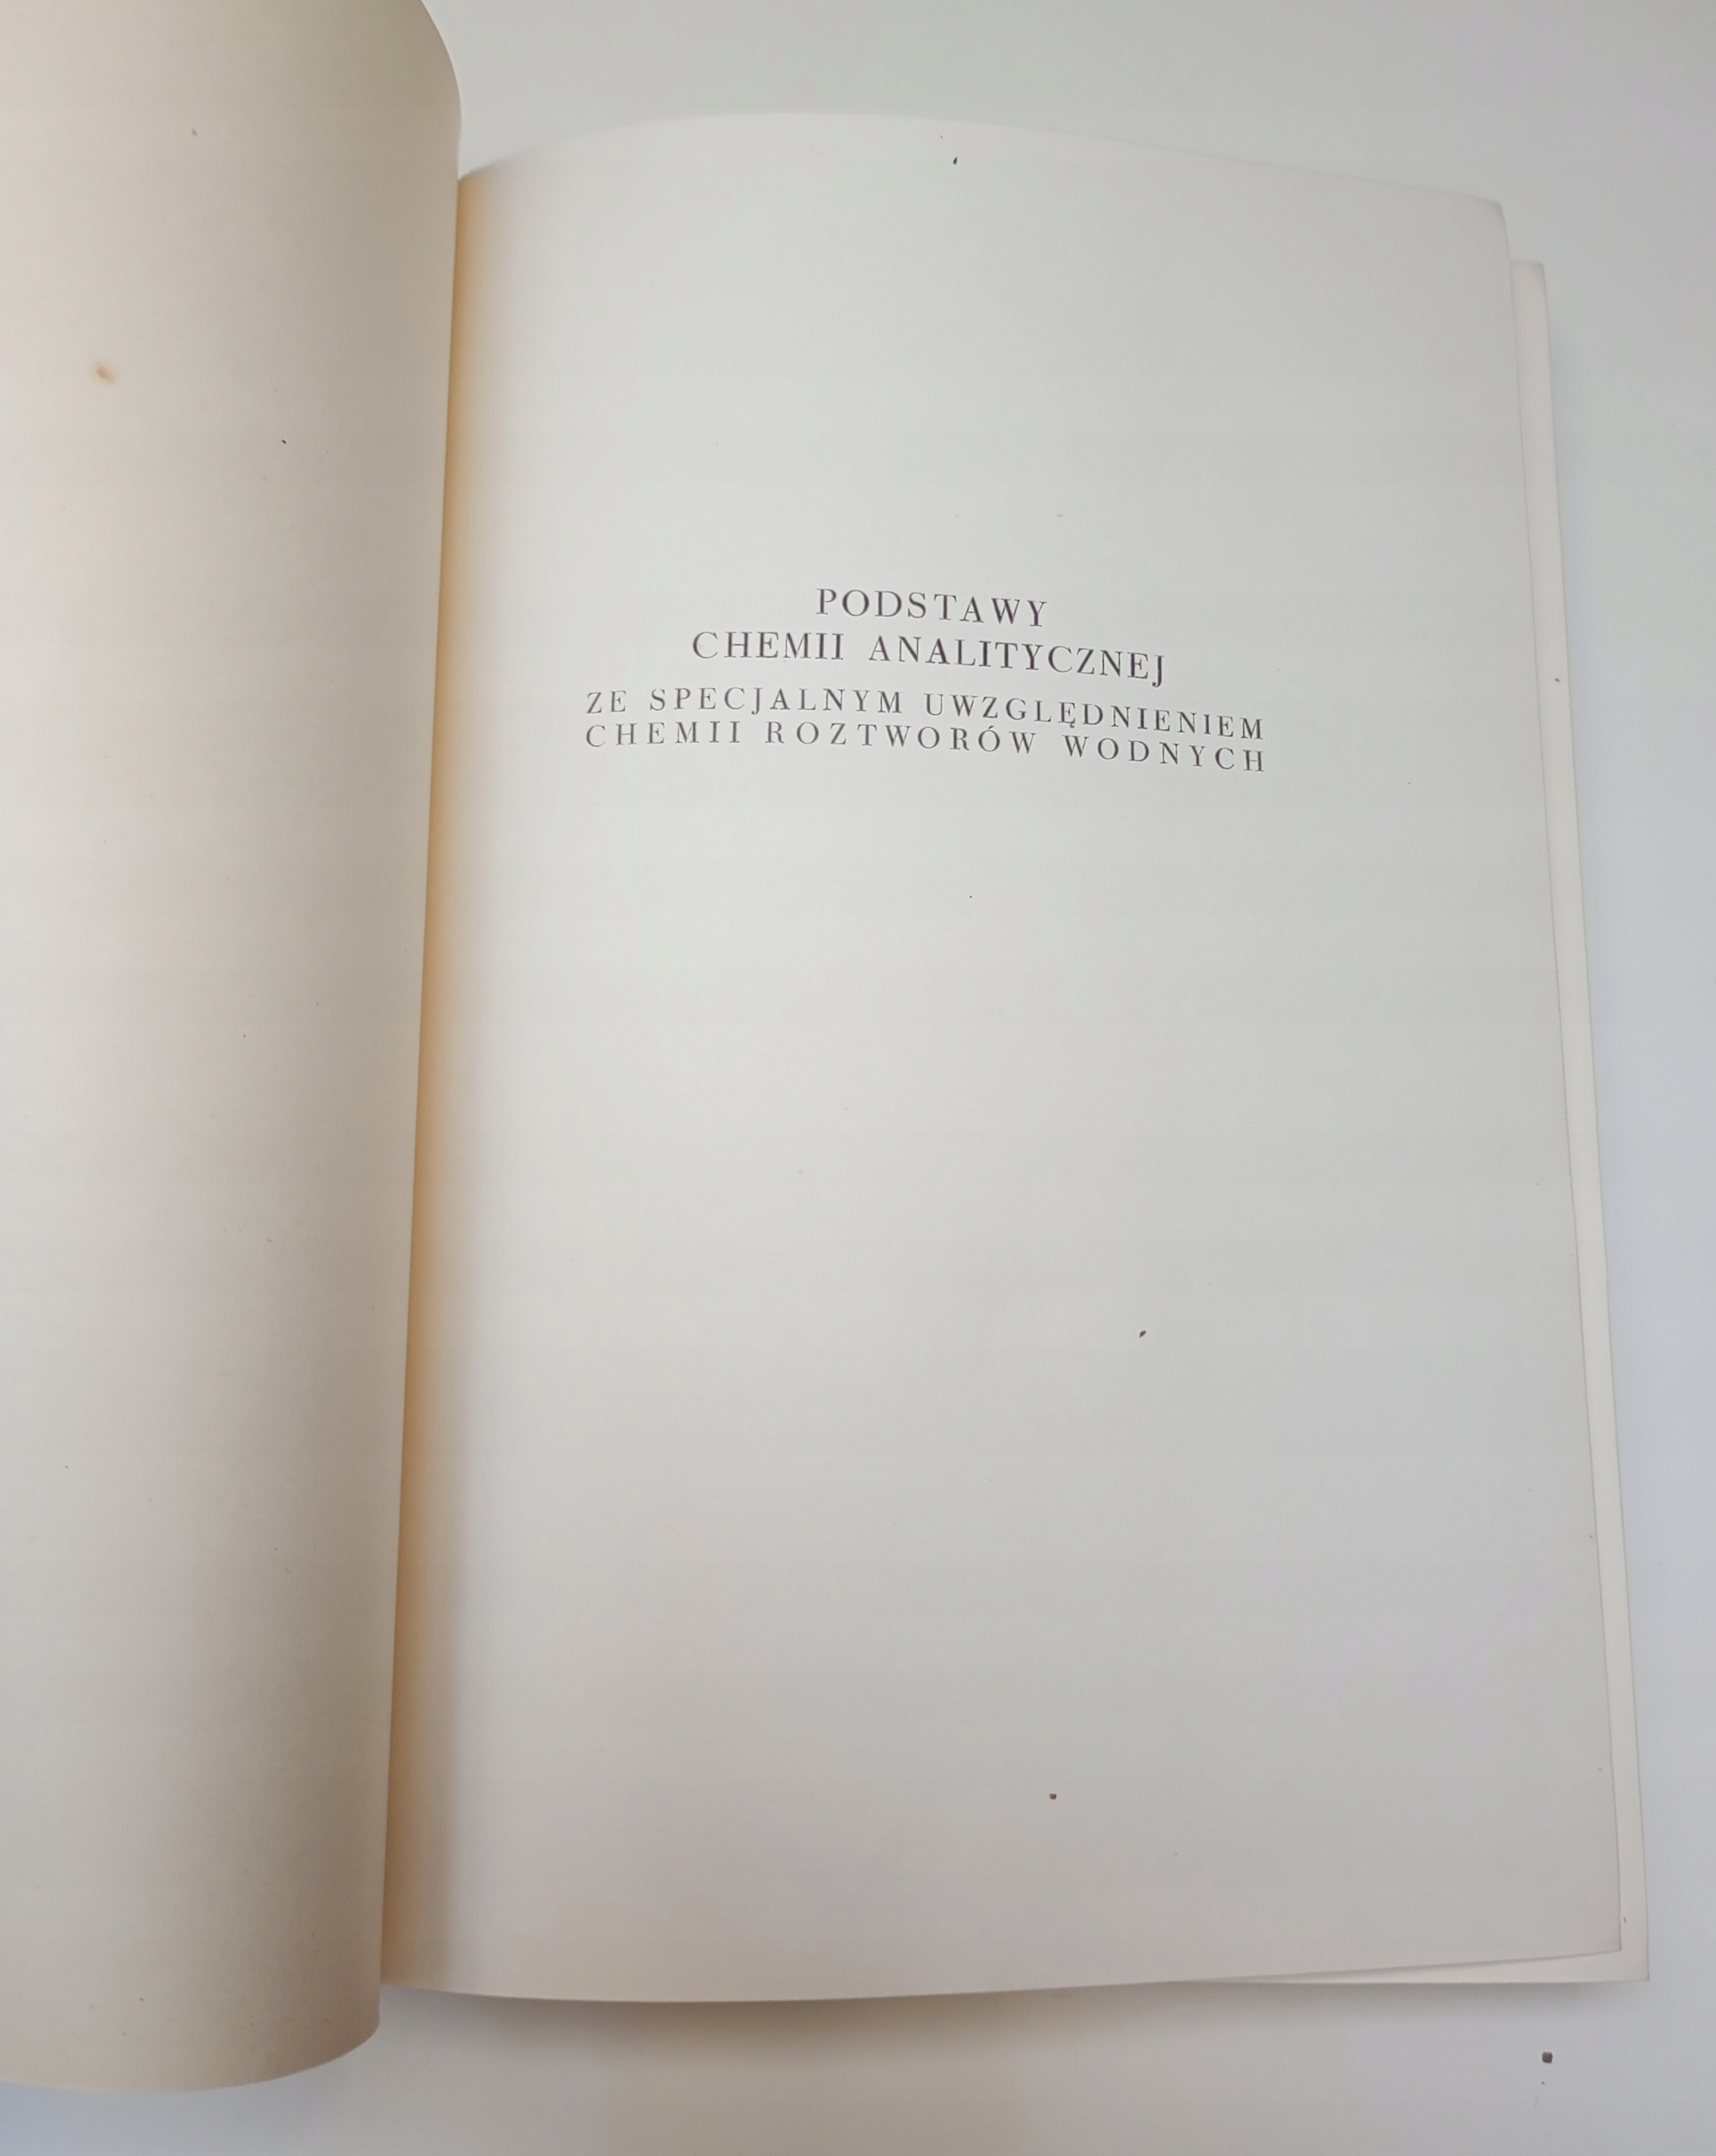 PODSTAWY
CHEMII ANALITYCZNEJ
ZE SPECJALNYM UWZGLĘDNIENIEM
CHEMII ROZTWORÓW WODNYCH